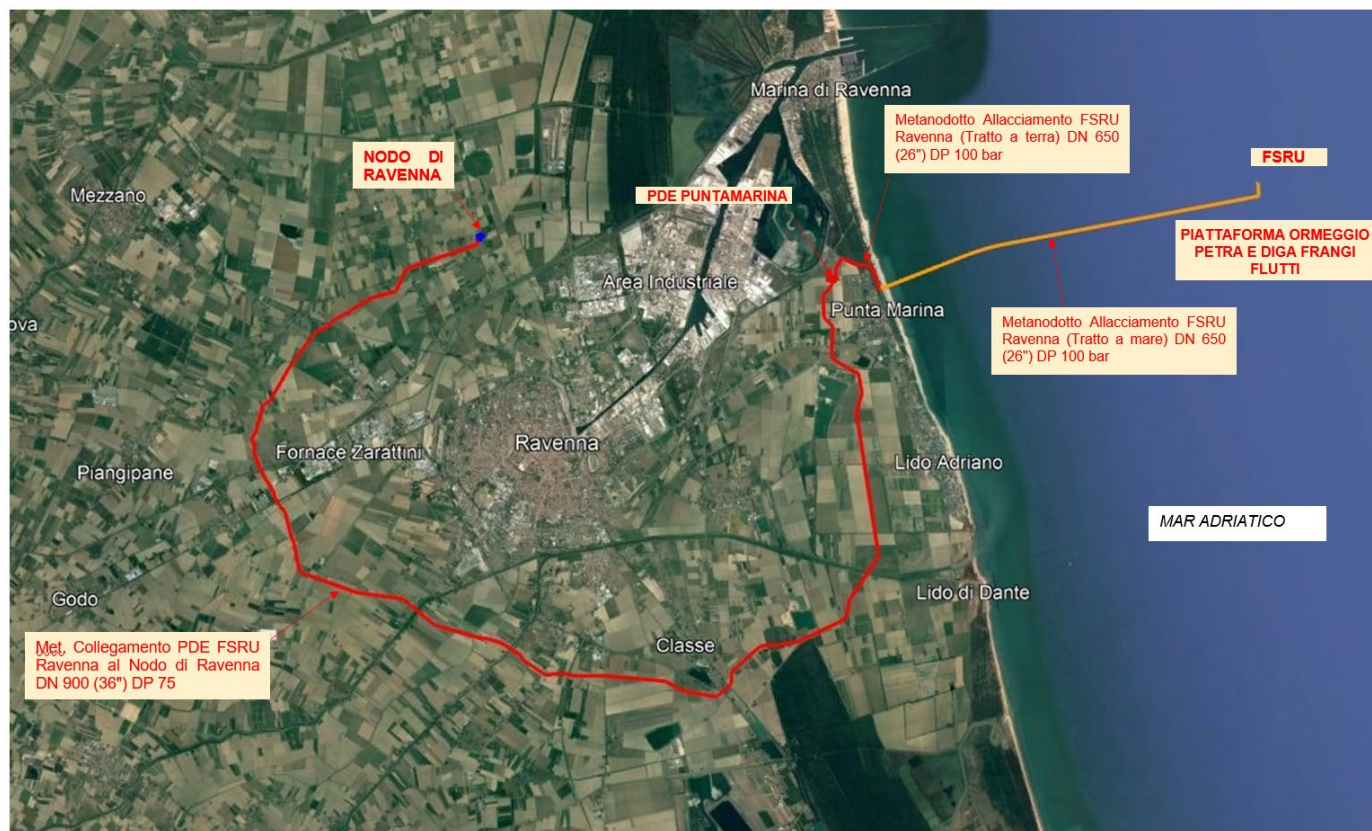 Marina di Ravenna
Metanodotto Allacciamento FSRU
Ravenna (Tratto a terra) DN 650
(26") DP 100 bar
NODO DI
RAVENNA
FSRU
Mezzano
PDE PUNTAMARINA
PIATTAFORMA ORMEGGIO
PETRA E DIGA FRANGI
FLUTTI
Area Industriale
Punta Marina
ova
Metanodotto Allacciamento FSRU
Ravenna (Tratto a mare) DN 650
(26") DP 100 bar
Ravenna
Fornace Zarattini
Piangipane
Lido Adriano
MAR ADRIATICO
Godo
Lido di Dante
Met. Collegamento PDE FSRU
Ravenna al Nodo di Ravenna
DN 900 (36") DP 75
Classe